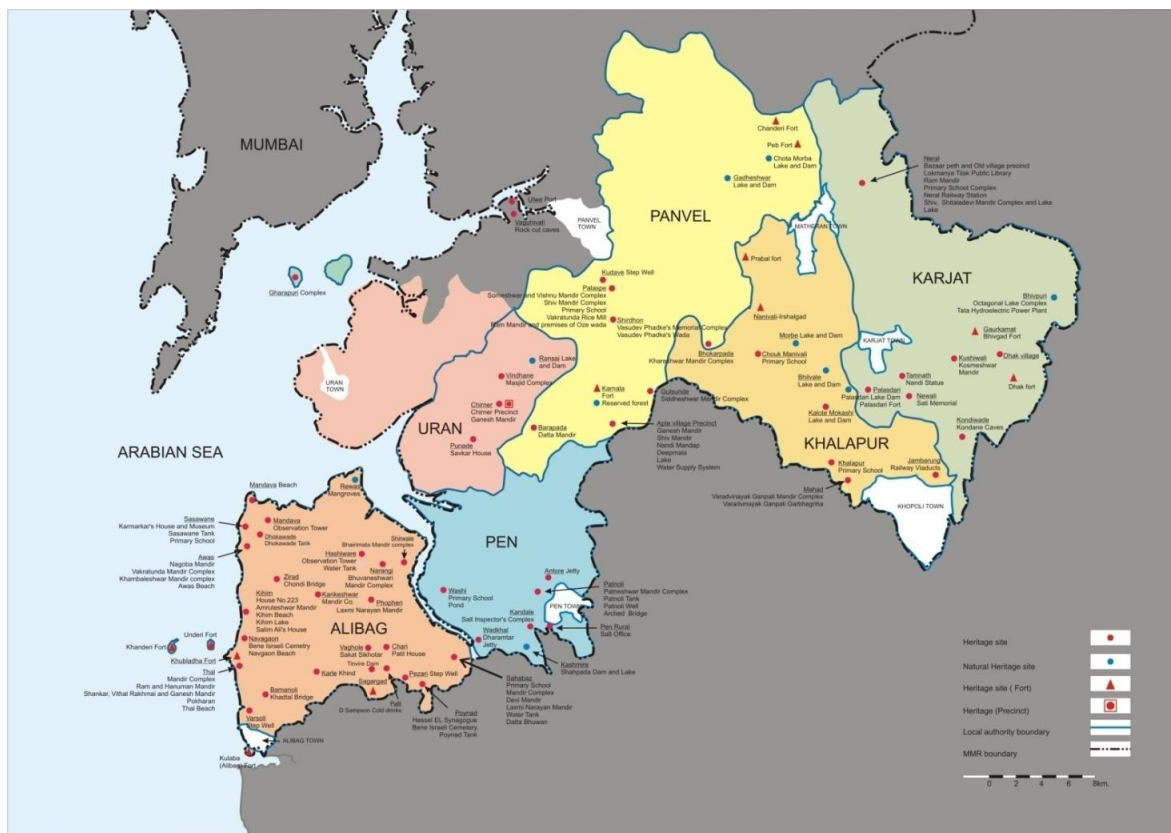 MUMBAI
ARABIAN SEA
PANVEL
PANVEL
TOWN
Chanderi Fort
Peb Fort
Chota Morba
Lake and Dam
Gadheshwar
Lake and Dam
Ulwe Port
Vaguhivali
Rock cut caves
Kudave Step Well
Palaspe
Someshwar and Vishnu Mandir Complex
Shiv Mandir Complex
Primary School
Vakratunda Rice Mill
Ram Mandir and premises of Oze wada
Shirdhon
Vasudev Phadke's Memorial Complex
Vasudev Phadke's Wada
Bhokarpada
Khareshwar Mandir Complex
Karnala
Fort
Reserved forest
Gulsunde
Siddheshwar Mandir Complex
Barapada
Datta Mandir
Apte village Precinct
Ganesh Mandir
Shiv Mandir
Nandi Mandap
Deepmala
Lake
Water Supply System
MATHERAN TOWN
Neral
Bazaar peth and Old village precinct
Lokmanya Tilak Public Library
Ram Mandir
Primary School Complex
Neral Railway Station
Shiv, Shitaladevi Mandir Complex and Lake
Lake
KARJAT
Bhivpuri
Octagonal Lake Complex
Tata Hydroelectric Power Plant
Gaurkamat
Bhivgad Fort
KARJAT TOWN
Kushiwali
Kosmeshwar
Mandir
Dhak village
Dhak fort
Tamnath
Nandi Status
Newali
Sati Memorial
Palasdari
Palasdari Lake Dam
Palasdari Fort
Kondiwade
Kondane Caves
Prabal fort
Nanivali-Irshalgad
Morbe Lake and Dam
Chouk Manivali
Primary School
Bhilvale
Lake and Dam
Kalote Mokashi
Lake and Dam
KHALAPUR
Khalapur
Primary School
Jambarung
Railway Viaducts
Mahad
Varadvinayak Ganpati Mandir Complex
Varadvinayak Ganpati Garbhagriha
KHOPOLI TOWN
Gharapuri Complex
URAN
TOWN
Ransai Lake
and Dam
Vindhane
Masjid Complex
Chirner
Chirner Precinct
Ganesh Mandir
URAN
Punade
Savkar House
PEN
Antore Jetty
Washi
Primary School
Pond
Patnoli
Patneshwar Mandir Complex
Patnoli Tank
Patnoli Well
Arched Bridge
PEN TOWN
Kandale
Salt Inspector's Complex
Pen Rural
Salt Office
Wadkhal
Dharamtar
Jetty
Kashmire
Shahpada Dam and Lake
Mandava Beach
Rewas
Mangroves
Sasawane
Karmarkar's House and Museum
Sasawane Tank
Primary School
Mandava
Observation Tower
Dhokawade
Dhokawade Tank
Shirwale
Bhairimata Mandir complex
Awas
Nagoba Mandir
Vakratunda Mandir Complex
Khambaleshwar Mandir complex
Awas Beach
Hashiware
Observation Tower
Water Tank
Narangi
Bhuvaneshwari
Mandir Complex
Zirad
Chondi Bridge
Kankeshwar
Mandir Co.
Phopheri
Laxmi Narayan Mandir
Kihim
House No.223
Amruleshwar Mandir
Kihim Beach
Kihim Lake
Salim Ali's House
ALIBAG
Navagaon
Bene Israeli Cemetry
Navgaon Beach
Khanderi Fort
Underi Fort
Khubladha Fort
Thal
Mandir Complex
Ram and Hanuman Mandir
Shankar, Vithal Rakhmai and Ganesh Mandir
Pokharan
Thal Beach
Vaghole
Sakat Sikhotar
Chari
Patil House
Tinvire Dam
Karle Khind
Sagargad
Pezari Step Well
Bamanoli
Khadtal Bridge
Pali
D Sampson Cold drinks
Poynad
Hessel EL Synagogue
Bene Israeli Cemetery
Poynad Tank
Sahabaz
Primary School
Mandir Complex
Devi Mandir
Laxmi Narayan Mandir
Water Tank
Datta Bhuwan
Varsoli
Step Well
ALIBAG TOWN
Kulaba
(Alibag) Fort
Heritage site
Natural Heritage site
Heritage site ( Fort)
Heritage (Precinct)
Local authority boundary
MMR boundary
0 2 4 6 8km.